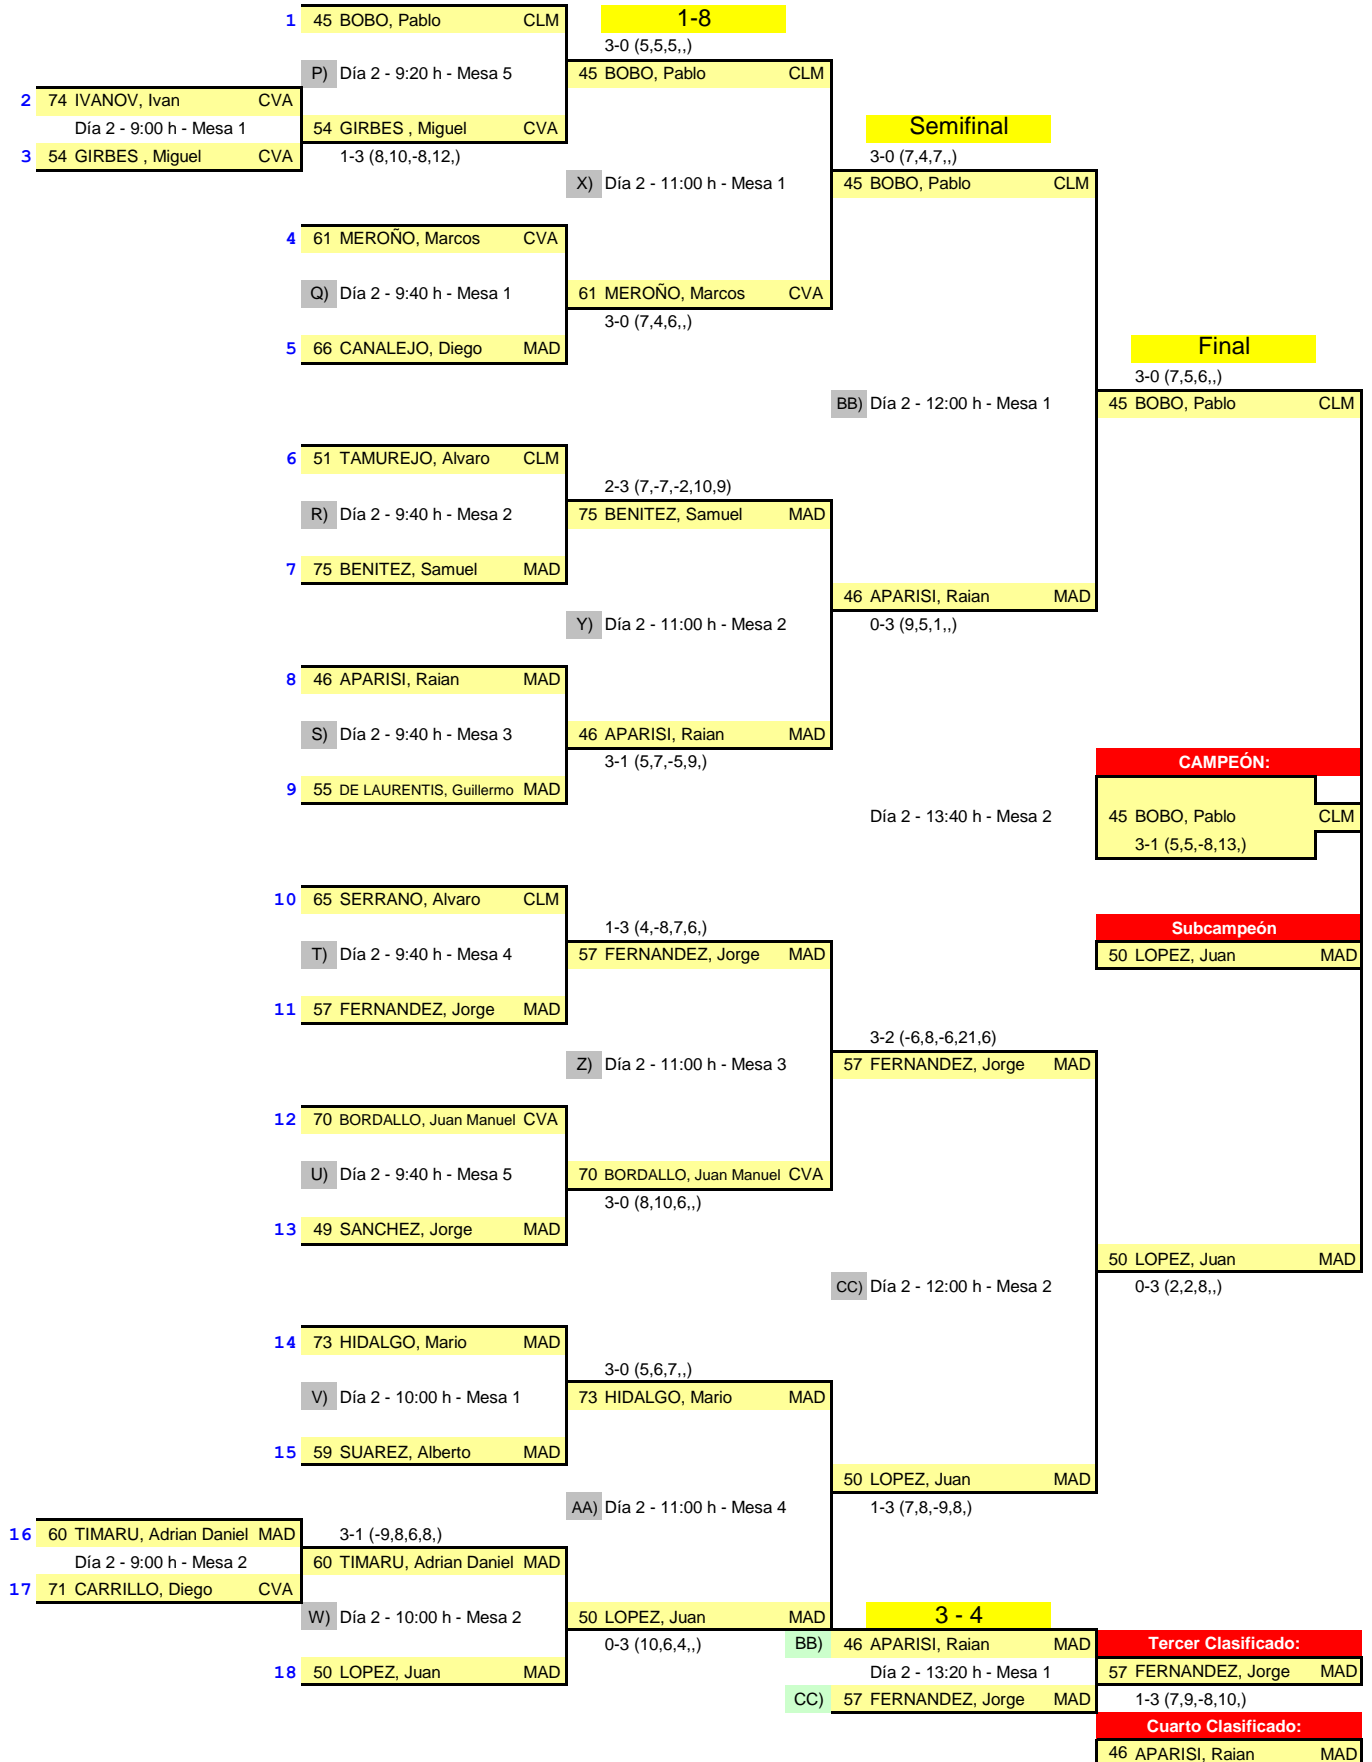 1 45 BOBO, Pablo CLM 1-8
3-0 (5,5,5,,)
P) Día 2 - 9:20 h - Mesa 5 45 BOBO, Pablo CLM
2 74 IVANOV, Ivan CVA
Día 2 - 9:00 h - Mesa 1 54 GIRBES , Miguel CVA Semifinal
3 54 GIRBES , Miguel CVA 1-3 (8,10,-8,12,) 3-0 (7,4,7,,)
X) Día 2 - 11:00 h - Mesa 1 45 BOBO, Pablo CLM
4 61 MEROÑO, Marcos CVA
Q) Día 2 - 9:40 h - Mesa 1 61 MEROÑO, Marcos CVA
3-0 (7,4,6,,)
5 66 CANALEJO, Diego MAD Final
3-0 (7,5,6,,)
BB) Día 2 - 12:00 h - Mesa 1 45 BOBO, Pablo CLM
6 51 TAMUREJO, Alvaro CLM
2-3 (7,-7,-2,10,9)
R) Día 2 - 9:40 h - Mesa 2 75 BENITEZ, Samuel MAD
7 75 BENITEZ, Samuel MAD
46 APARISI, Raian MAD
Y) Día 2 - 11:00 h - Mesa 2 0-3 (9,5,1,,)
8 46 APARISI, Raian MAD
S) Día 2 - 9:40 h - Mesa 3 46 APARISI, Raian MAD
3-1 (5,7,-5,9,) CAMPEÓN:
9 55 DE LAURENTIS, Guillermo MAD
Día 2 - 13:40 h - Mesa 2 45 BOBO, Pablo CLM
3-1 (5,5,-8,13,)
10 65 SERRANO, Alvaro CLM
1-3 (4,-8,7,6,) Subcampeón
T) Día 2 - 9:40 h - Mesa 4 57 FERNANDEZ, Jorge MAD 50 LOPEZ, Juan MAD
11 57 FERNANDEZ, Jorge MAD
3-2 (-6,8,-6,21,6)
Z) Día 2 - 11:00 h - Mesa 3 57 FERNANDEZ, Jorge MAD
12 70 BORDALLO, Juan Manuel CVA
U) Día 2 - 9:40 h - Mesa 5 70 BORDALLO, Juan Manuel CVA
3-0 (8,10,6,,)
13 49 SANCHEZ, Jorge MAD
50 LOPEZ, Juan MAD
CC) Día 2 - 12:00 h - Mesa 2 0-3 (2,2,8,,)
14 73 HIDALGO, Mario MAD
3-0 (5,6,7,,)
V) Día 2 - 10:00 h - Mesa 1 73 HIDALGO, Mario MAD
15 59 SUAREZ, Alberto MAD
50 LOPEZ, Juan MAD
AA) Día 2 - 11:00 h - Mesa 4 1-3 (7,8,-9,8,)
16 60 TIMARU, Adrian Daniel MAD 3-1 (-9,8,6,8,)
Día 2 - 9:00 h - Mesa 2 60 TIMARU, Adrian Daniel MAD
17 71 CARRILLO, Diego CVA
W) Día 2 - 10:00 h - Mesa 2 50 LOPEZ, Juan MAD 3 - 4
0-3 (10,6,4,,) BB) 46 APARISI, Raian MAD Tercer Clasificado:
18 50 LOPEZ, Juan MAD Día 2 - 13:20 h - Mesa 1 57 FERNANDEZ, Jorge MAD
CC) 57 FERNANDEZ, Jorge MAD 1-3 (7,9,-8,10,)
Cuarto Clasificado:
46 APARISI, Raian MAD